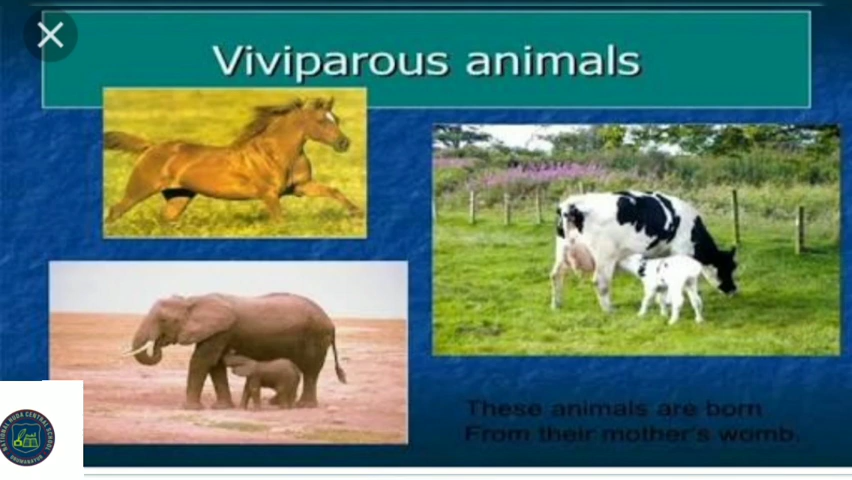 Viviparous animals
These animals are born
From their mother's womb.